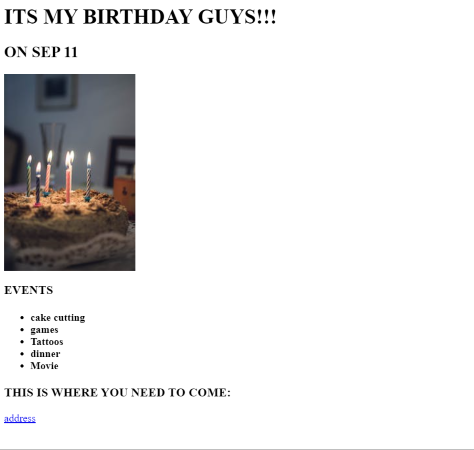 ITS MY BIRTHDAY GUYS!!!
ON SEP 11
EVENTS
cake cutting
games
Tattoos
dinner
Movie
THIS IS WHERE YOU NEED TO COME:
address